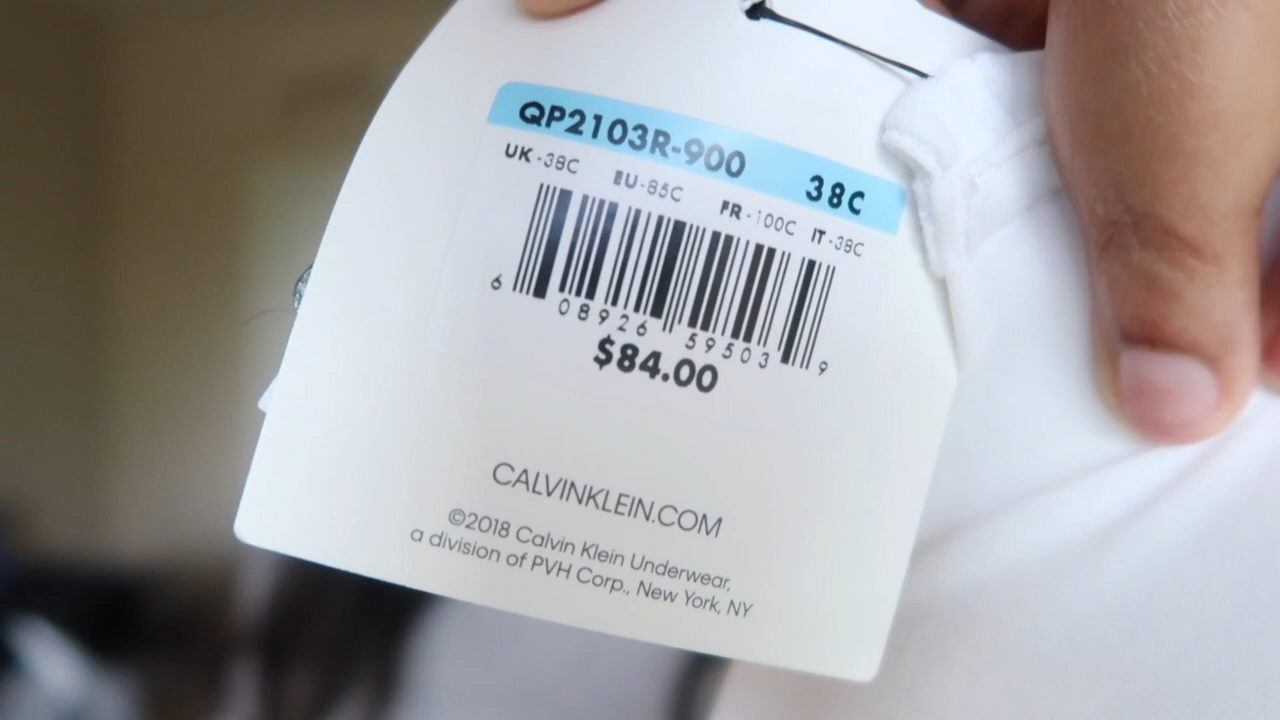 QP2103R-900 38C
UK-38C EU-85C FR-100C IT-38C
6 08926 59503 9
$84.00
CALVINKLEIN.COM
©2018 Calvin Klein Underwear,
a division of PVH Corp., New York, NY